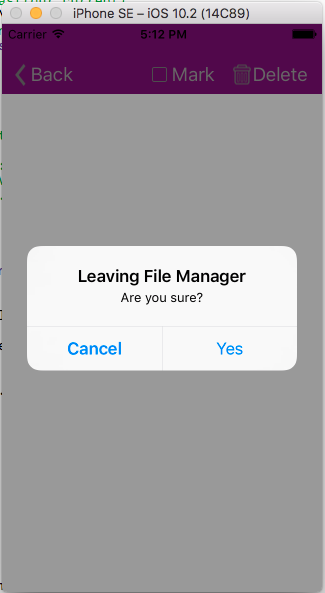 iPhone SE – iOS 10.2 (14C89)
Carrier 5:12 PM
Back Mark Delete
Leaving File Manager
Are you sure?
Cancel Yes